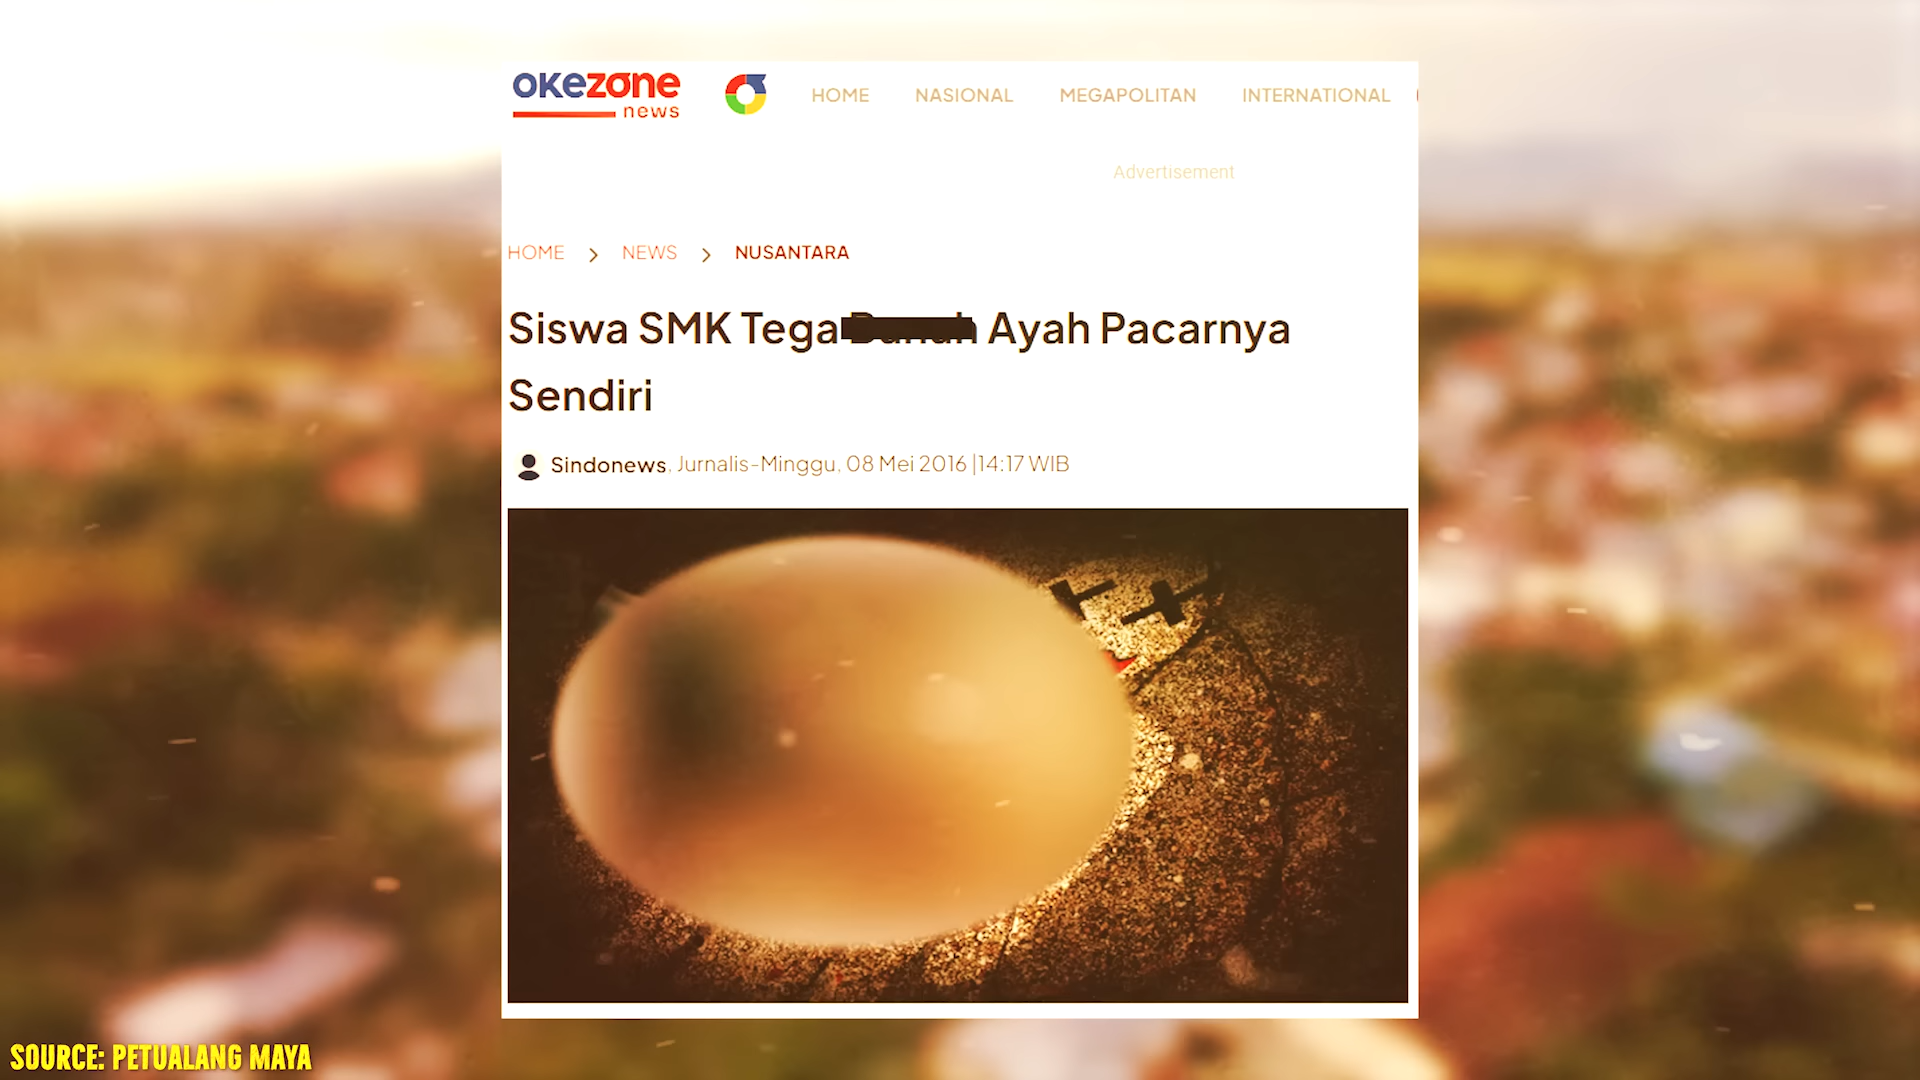 okezone
news
HOME NASIONAL MEGAPOLITAN INTERNATIONAL
Advertisement
HOME > NEWS > NUSANTARA
Siswa SMK Tega Ayah Pacarnya
Sendiri
Sindonews, Jurnalis-Minggu, 08 Mei 2016 |14:17 WIB
SOURCE: PETUALANG MAYA